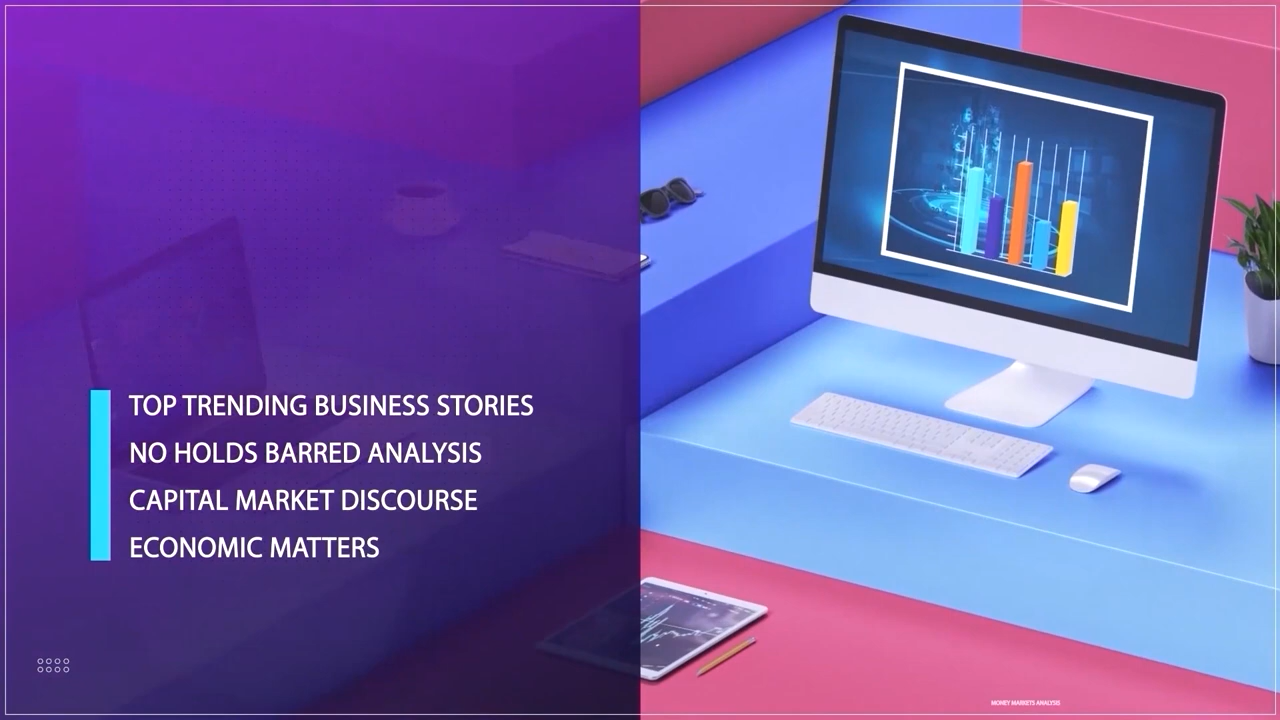 TOP TRENDING BUSINESS STORIES
NO HOLDS BARRED ANALYSIS
CAPITAL MARKET DISCOURSE
ECONOMIC MATTERS
MONEY MARKETS ANALYSIS